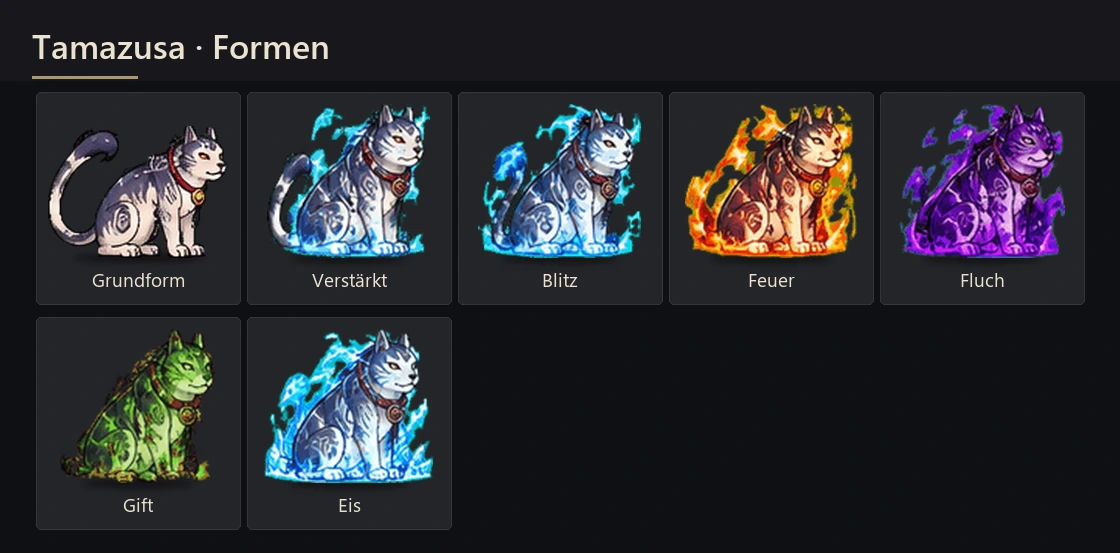 Tamazusa · Formen
Grundform
Verstärkt
Blitz
Feuer
Fluch
Gift
Eis